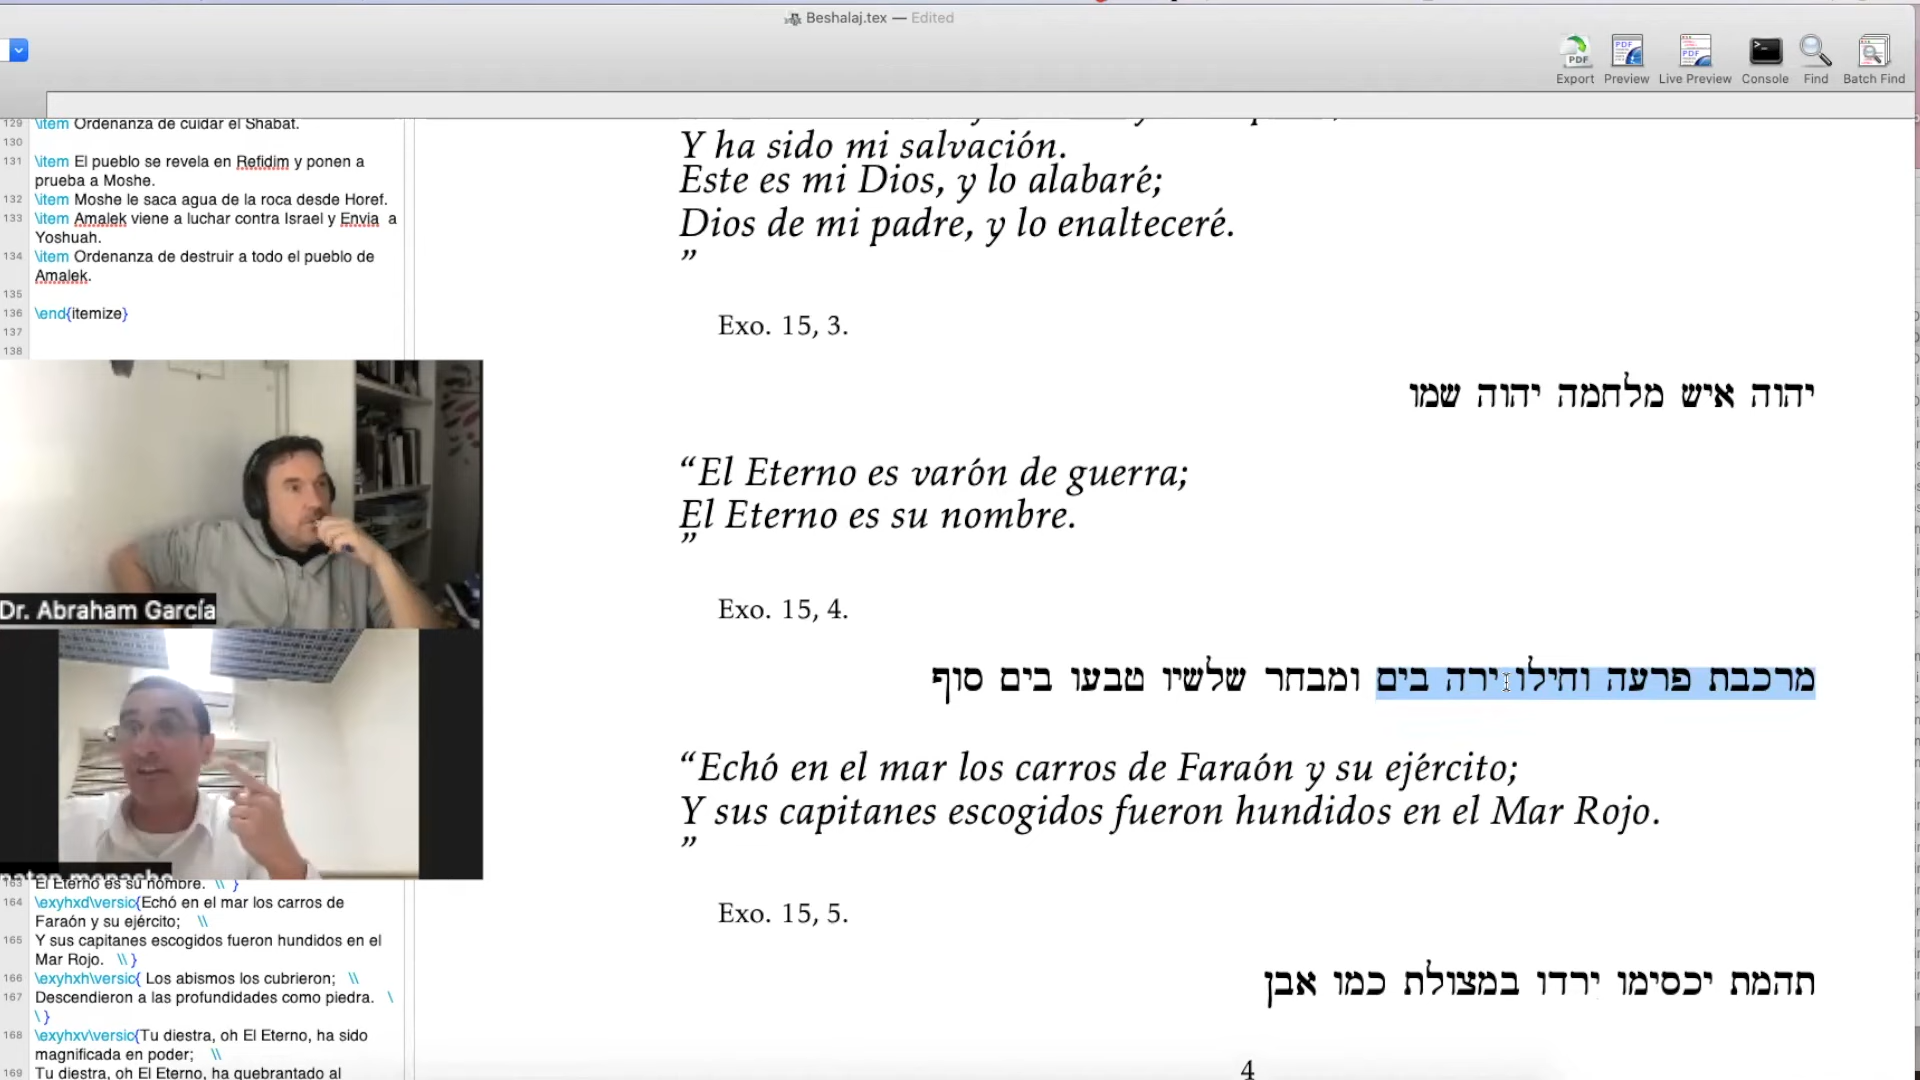 Beshalaj.tex — Edited
Export Preview Live Preview Console Find Batch Find
129 \item Ordenanza de cuidar el Shabat.
130
131 \item El pueblo se revela en Refidim y ponen a
prueba a Moshe.
132 \item Moshe le saca agua de la roca desde Horef.
133 \item Amalek viene a luchar contra Israel y Envia a
Yoshuah.
134 \item Ordenanza de destruir a todo el pueblo de
Amalek.
135
136 \end{itemize}
137
138
Dr. Abraham García
163 El Eterno es su nombre. \\ }
164 \exyhxd\versic{Echó en el mar los carros de
Faraón y su ejército; \\
165 Y sus capitanes escogidos fueron hundidos en el
Mar Rojo. \\ }
166 \exyhxh\versic{ Los abismos los cubrieron; \\
167 Descendieron a las profundidades como piedra. \
\ }
168 \exyhxv\versic{Tu diestra, oh El Eterno, ha sido
magnificada en poder; \\
169 Tu diestra, oh El Eterno, ha quebrantado al
Y ha sido mi salvación.
Este es mi Dios, y lo alabaré;
Dios de mi padre, y lo enalteceré.
”
Exo. 15, 3.
יהוה איש מלחמה יהוה שמו
“El Eterno es varón de guerra;
El Eterno es su nombre.
”
Exo. 15, 4.
מרכבת פרעה וחילו ירה בים ומבחר שלשיו טבעו בים סוף
“Echó en el mar los carros de Faraón y su ejército;
Y sus capitanes escogidos fueron hundidos en el Mar Rojo.
”
Exo. 15, 5.
תהמת יכסימו ירדו במצולת כמו אבן
4